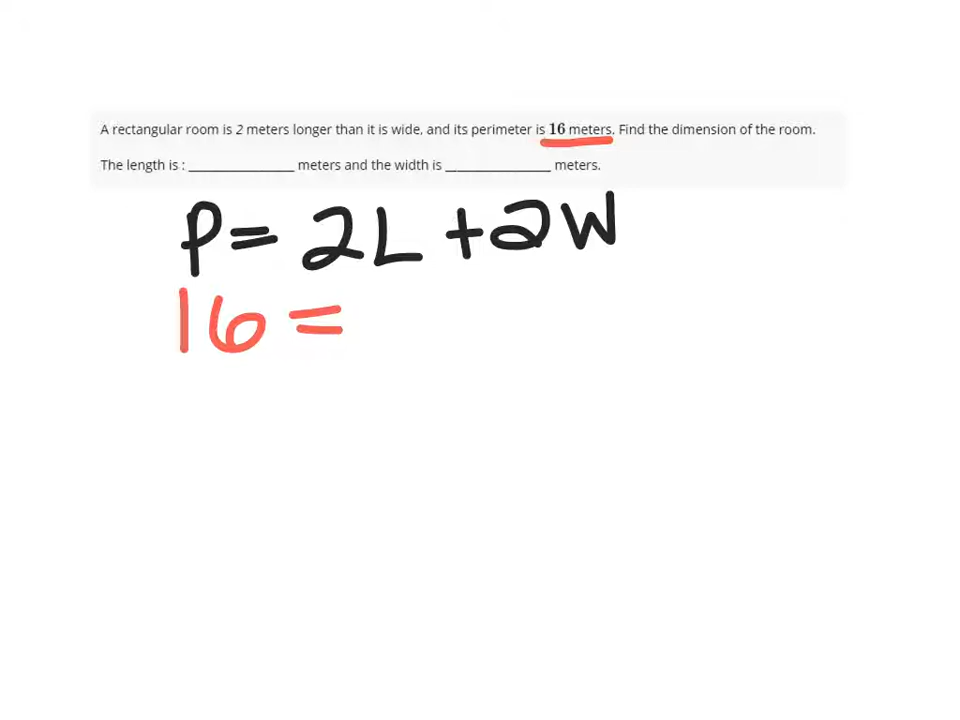 A rectangular room is 2 meters longer than it is wide, and its perimeter is 16 meters. Find the dimension of the room.
The length is : _______________ meters and the width is _______________ meters.
P = 2L + 2W
16 =